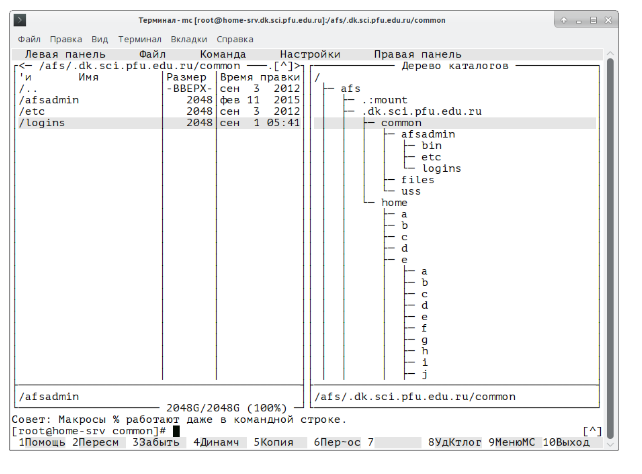 Терминал - mc [root@home-srv.dk.sci.pfu.edu.ru]:/afs/.dk.sci.pfu.edu.ru/common
Файл Правка Вид Терминал Вкладки Справка
Левая панель Файл Команда Настройки Правая панель
<— /afs/.dk.sci.pfu.edu.ru/common —.[^]> Дерево каталогов
'и Имя Размер Время правки /
/.. -ВВЕРХ- сен 3 2012 afs
/afsadmin 2048 фев 11 2015 .:mount
/etc 2048 сен 3 2012 .dk.sci.pfu.edu.ru
/logins 2048 сен 1 05:41 common
afsadmin
bin
etc
logins
files
uss
home
a
b
c
d
e
a
b
c
d
e
f
g
h
i
j
/afsadmin /afs/.dk.sci.pfu.edu.ru/common
2048G/2048G (100%)
Совет: Макросы % работают даже в командной строке.
[root@home-srv common]# [^]
1Помощь 2Пересм 3Забыть 4Динамч 5Копия 6Пер-ос 7 8УдКтлог 9МенюMC 10Выход